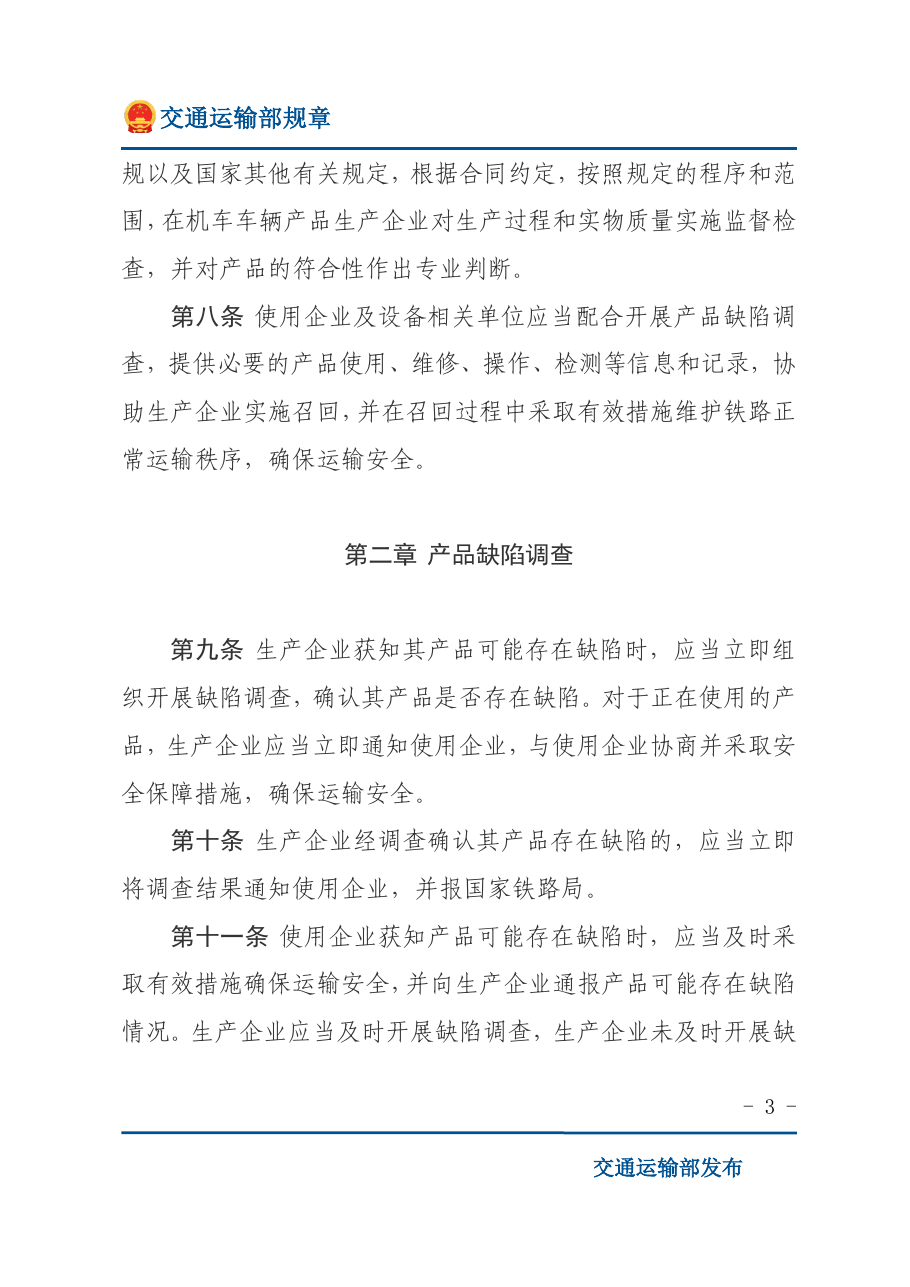 交通运输部规章
规以及国家其他有关规定，根据合同约定，按照规定的程序和范
围，在机车车辆产品生产企业对生产过程和实物质量实施监督检
查，并对产品的符合性作出专业判断。
第八条 使用企业及设备相关单位应当配合开展产品缺陷调
查，提供必要的产品使用、维修、操作、检测等信息和记录，协
助生产企业实施召回，并在召回过程中采取有效措施维护铁路正
常运输秩序，确保运输安全。
第二章 产品缺陷调查
第九条 生产企业获知其产品可能存在缺陷时，应当立即组
织开展缺陷调查，确认其产品是否存在缺陷。对于正在使用的产
品，生产企业应当立即通知使用企业，与使用企业协商并采取安
全保障措施，确保运输安全。
第十条 生产企业经调查确认其产品存在缺陷的，应当立即
将调查结果通知使用企业，并报国家铁路局。
第十一条 使用企业获知产品可能存在缺陷时，应当及时采
取有效措施确保运输安全，并向生产企业通报产品可能存在缺陷
情况。生产企业应当及时开展缺陷调查，生产企业未及时开展缺
- 3 -
交通运输部发布